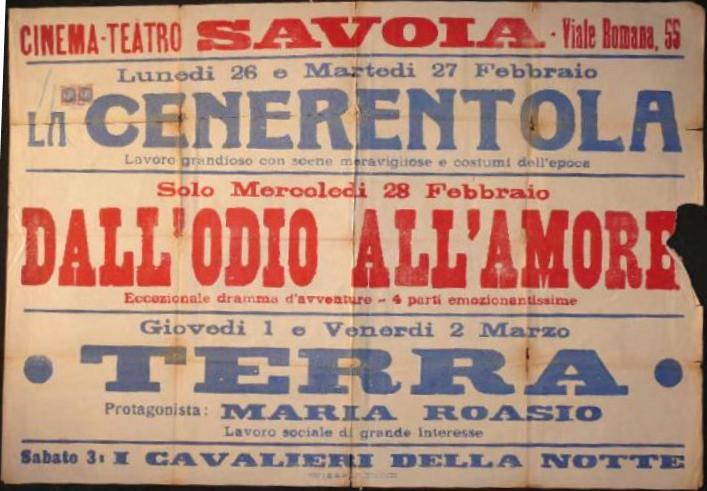 CINEMA-TEATRO SAVOIA - Viale Romana, 55
Lunedì 26 e Martedì 27 Febbraio
LA CENERENTOLA
Lavoro grandioso con scene meravigliose e costumi dell'epoca
Solo Mercoledì 28 Febbraio
DALL'ODIO ALL'AMORE
Eccezionale dramma d'avventure - 4 parti emozionantissime
Giovedì 1 e Venerdì 2 Marzo
TERRA
Protagonista: MARIA ROASIO
Lavoro sociale di grande interesse
Sabato 3: I CAVALIERI DELLA NOTTE